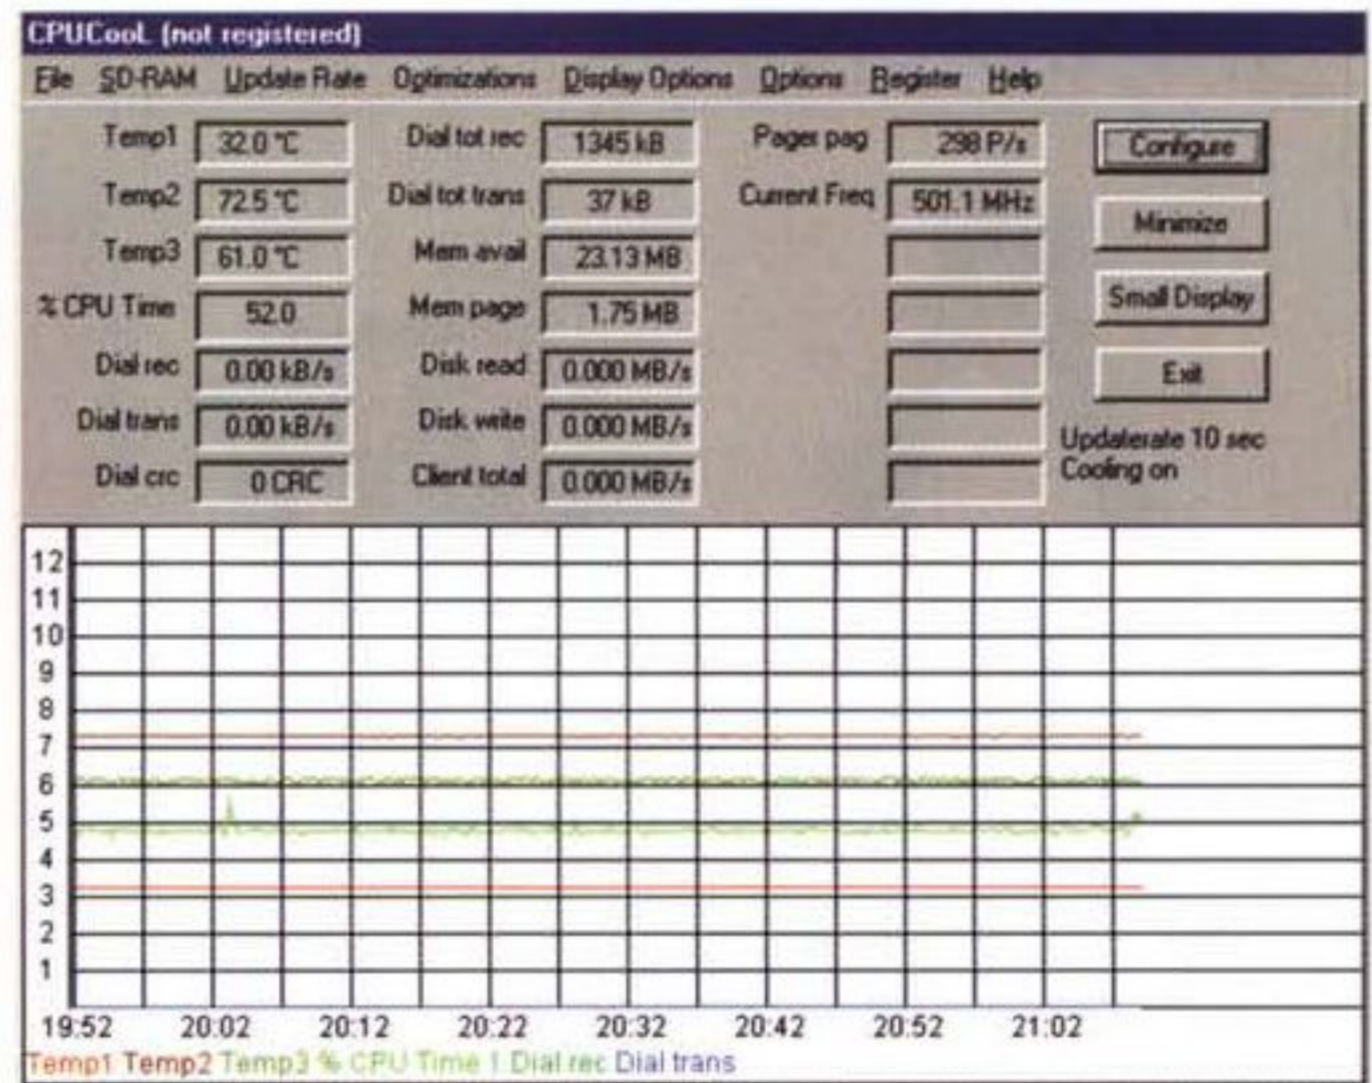 CPUCooL (not registered)
File SD-RAM Update Rate Optimizations Display Options Options Register Help
Temp1 32.0 °C Dial tot rec 1345 kB Pager pag 298 P/s Configure
Temp2 72.5 °C Dial tot trans 37 kB Current Freq 501.1 MHz Minimize
Temp3 61.0 °C Mem avail 23.13 MB
% CPU Time 52.0 Mem page 1.75 MB Small Display
Dial rec 0.00 kB/s Disk read 0.000 MB/s Exit
Dial trans 0.00 kB/s Disk write 0.000 MB/s Updaterate 10 sec
Dial crc 0 CRC Client total 0.000 MB/s Cooling on
12
11
10
9
8
7
6
5
4
3
2
1
19:52 20:02 20:12 20:22 20:32 20:42 20:52 21:02
Temp1 Temp2 Temp3 % CPU Time 1 Dial rec Dial trans